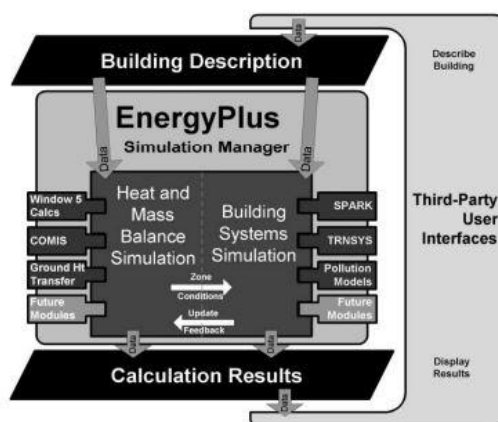 Data
Building Description
Describe
Building
EnergyPlus
Simulation Manager
Data
Data
Window 5
Calcs
COMIS
Ground Ht
Transfer
Future
Modules
Heat and
Mass
Balance
Simulation
Building
Systems
Simulation
Zone
Conditions
Update
Feedback
SPARK
TRNSYS
Pollution
Models
Future
Modules
Third-Party
User
Interfaces
Data
Data
Calculation Results
Display
Results
Data